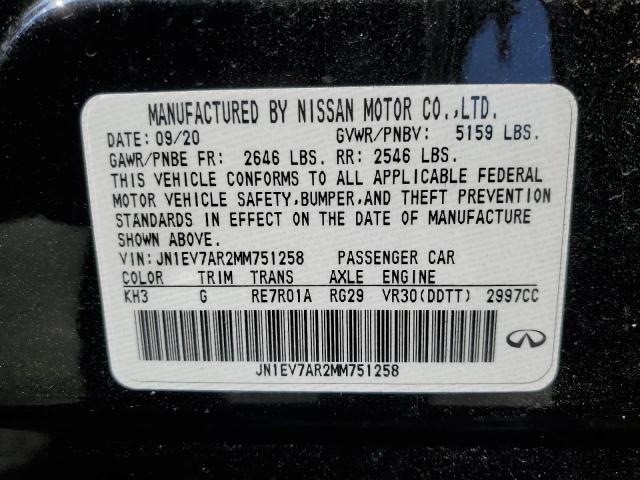 MANUFACTURED BY NISSAN MOTOR CO.,LTD.
DATE: 09/20 GVWR/PNBV: 5159 LBS.
GAWR/PNBE FR: 2646 LBS. RR: 2546 LBS.
THIS VEHICLE CONFORMS TO ALL APPLICABLE FEDERAL
MOTOR VEHICLE SAFETY,BUMPER,AND THEFT PREVENTION
STANDARDS IN EFFECT ON THE DATE OF MANUFACTURE
SHOWN ABOVE.
VIN:JN1EV7AR2MM751258 PASSENGER CAR
COLOR TRIM TRANS AXLE ENGINE
KH3 G RE7R01A RG29 VR30(DDTT) 2997CC
JN1EV7AR2MM751258